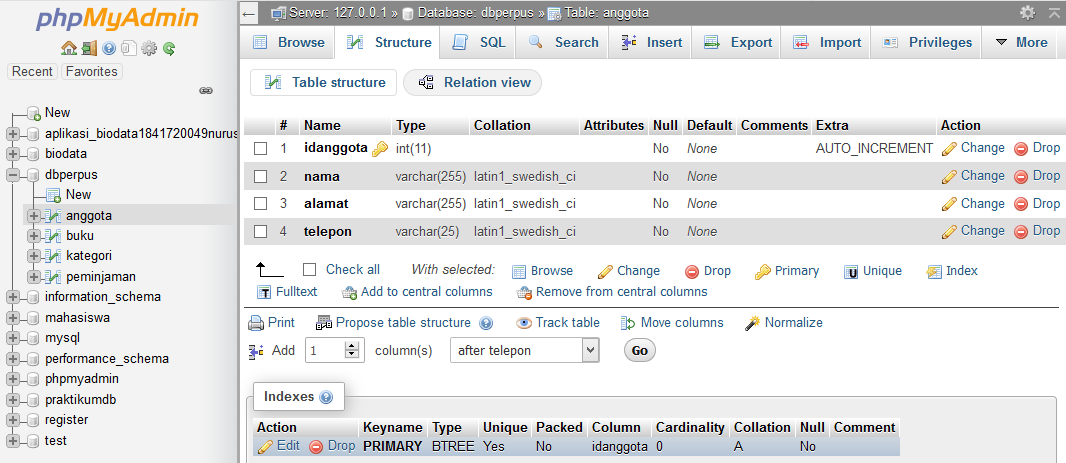 phpMyAdmin
Recent Favorites
New
aplikasi_biodata1841720049nurus
biodata
dbperpus
New
anggota
buku
kategori
peminjaman
information_schema
mahasiswa
mysql
performance_schema
phpmyadmin
praktikumdb
register
test
Server: 127.0.0.1 » Database: dbperpus » Table: anggota
Browse Structure SQL Search Insert Export Import Privileges More
Table structure Relation view
# Name Type Collation Attributes Null Default Comments Extra Action
1 idanggota int(11) No None AUTO_INCREMENT Change Drop
2 nama varchar(255) latin1_swedish_ci No None Change Drop
3 alamat varchar(255) latin1_swedish_ci No None Change Drop
4 telepon varchar(25) latin1_swedish_ci No None Change Drop
Check all With selected: Browse Change Drop Primary Unique Index
Fulltext Add to central columns Remove from central columns
Print Propose table structure Track table Move columns Normalize
Add 1 column(s) after telepon Go
Indexes
Action Keyname Type Unique Packed Column Cardinality Collation Null Comment
Edit Drop PRIMARY BTREE Yes No idanggota 0 A No